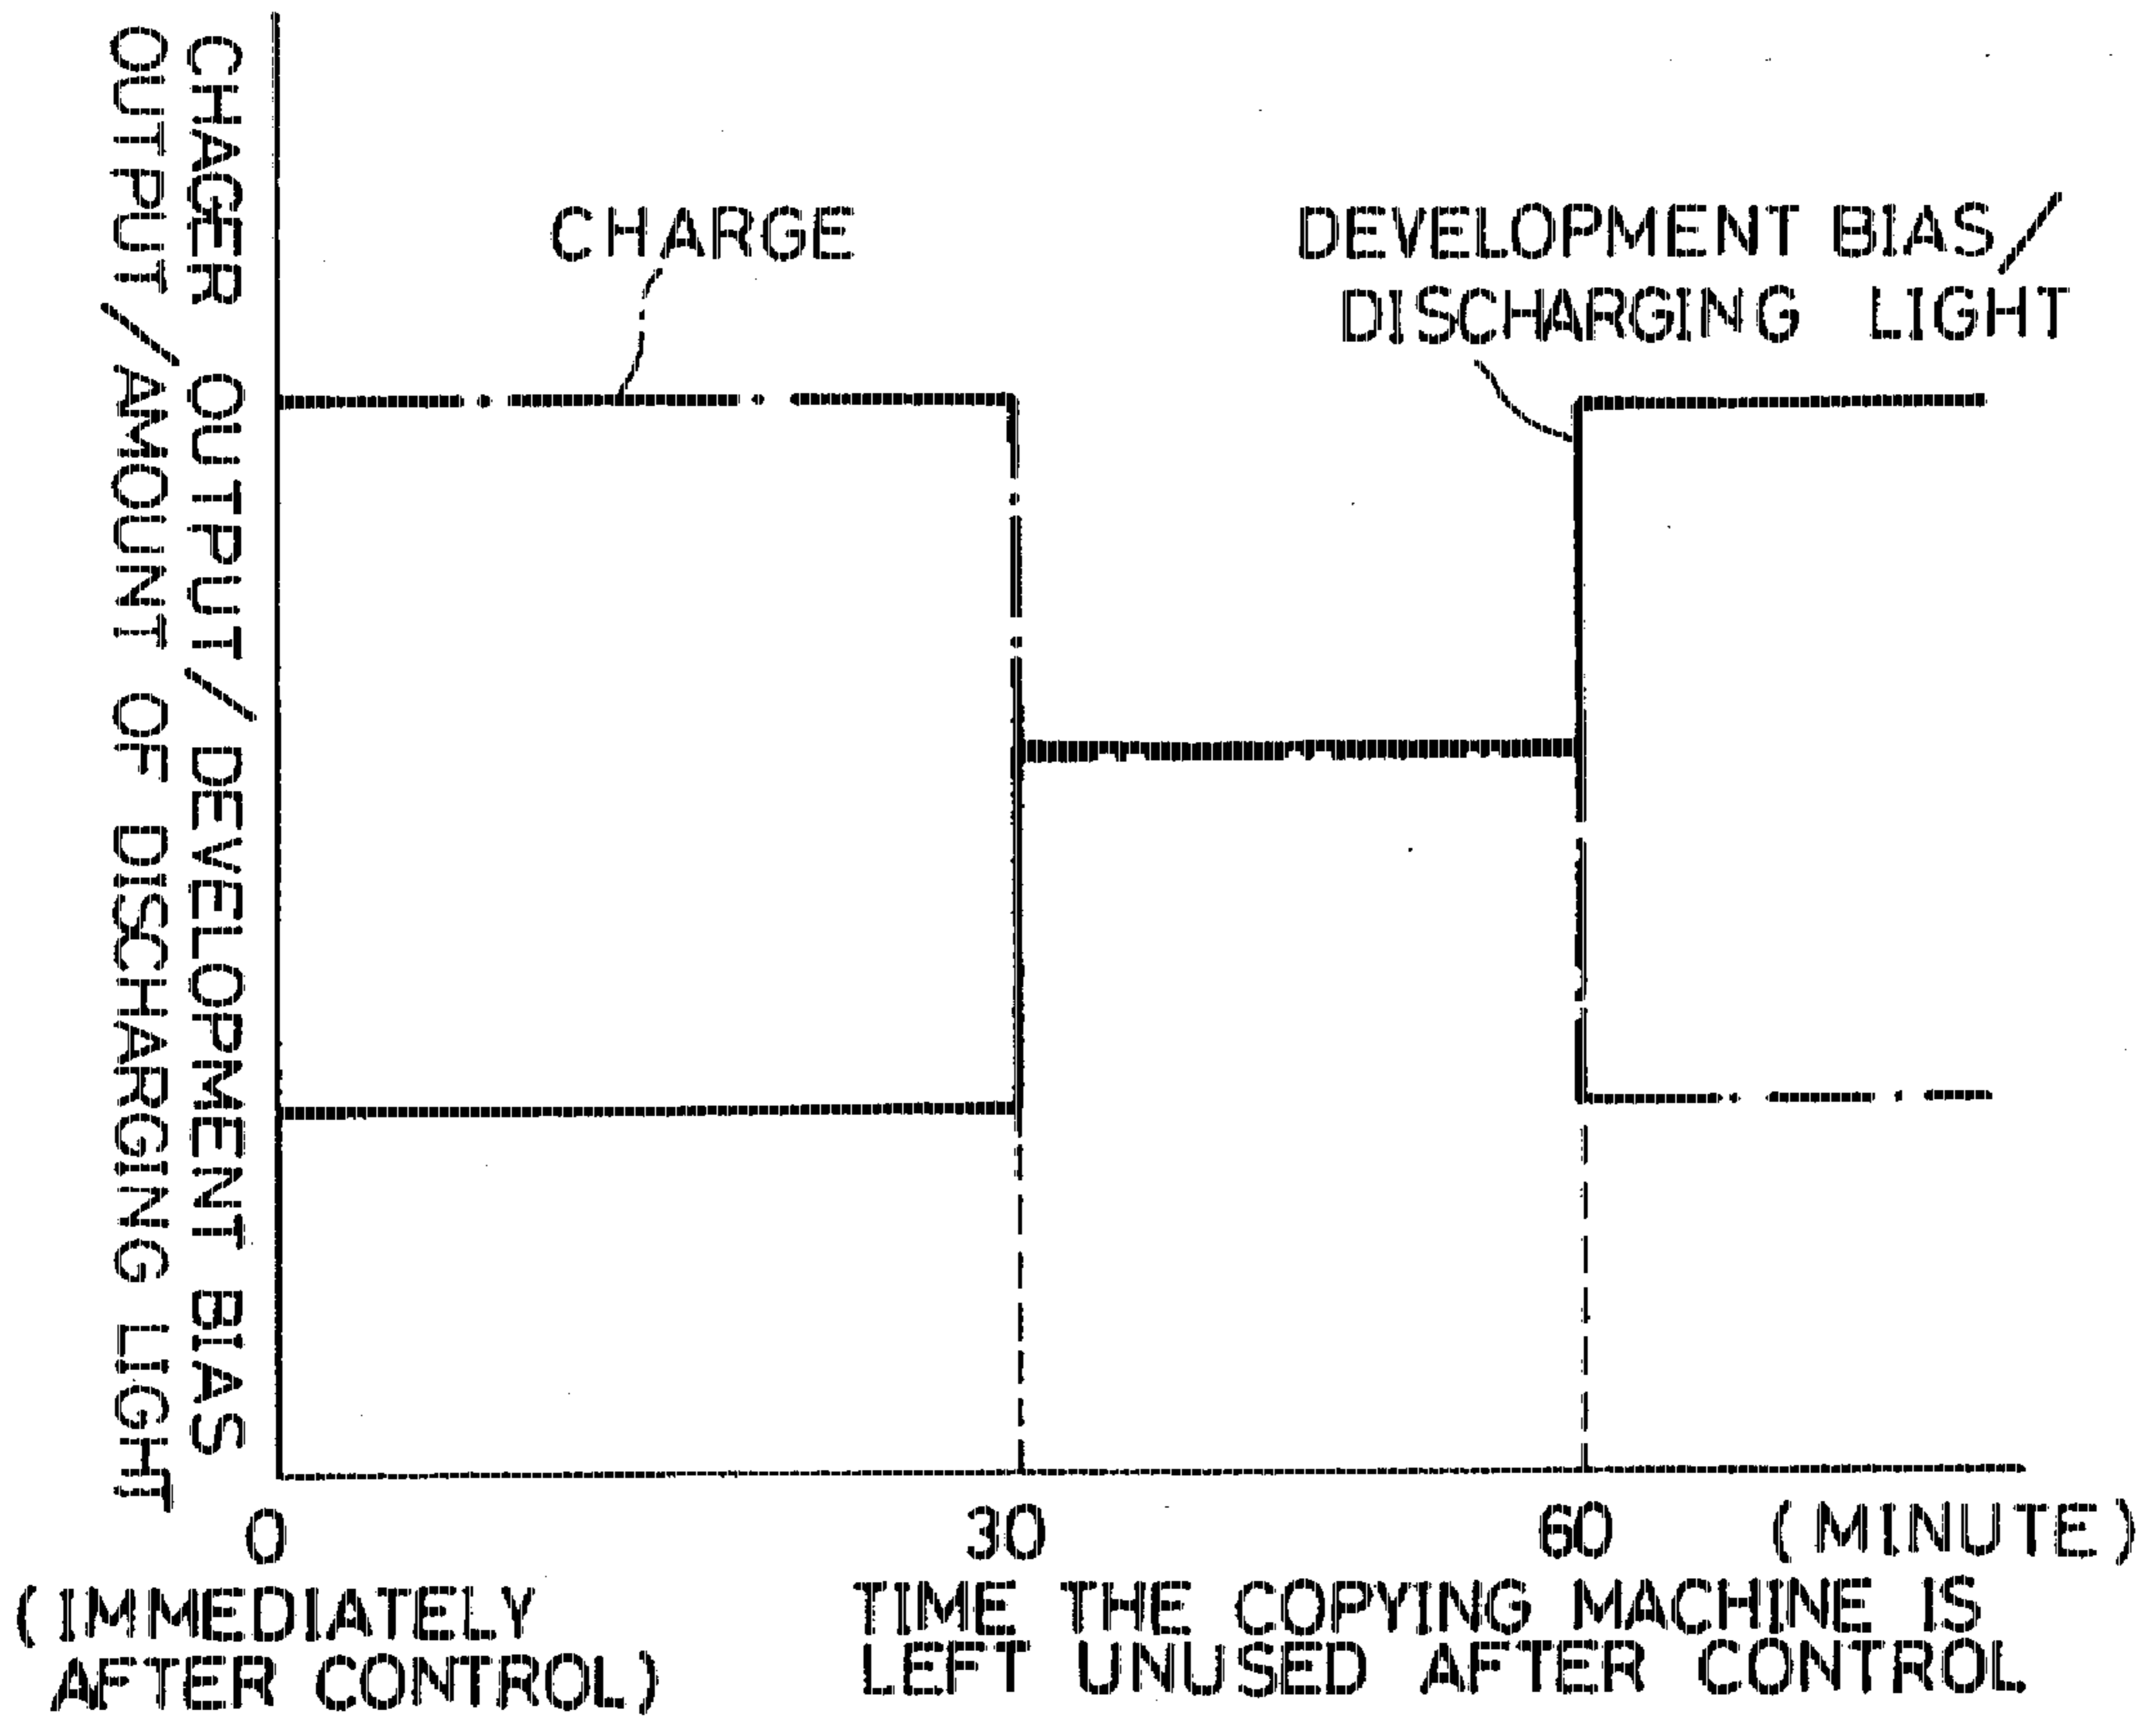 CHAGER OUTPUT/DEVELOPMENT BIAS
OUTPUT/AMOUNT OF DISCHARGING LIGHT
CHARGE
DEVELOPMENT BIAS/
DISCHARGING LIGHT
0
30
60
(MINUTE)
(IMMEDIATELY
AFTER CONTROL)
TIME THE COPYING MACHINE IS
LEFT UNUSED AFTER CONTROL